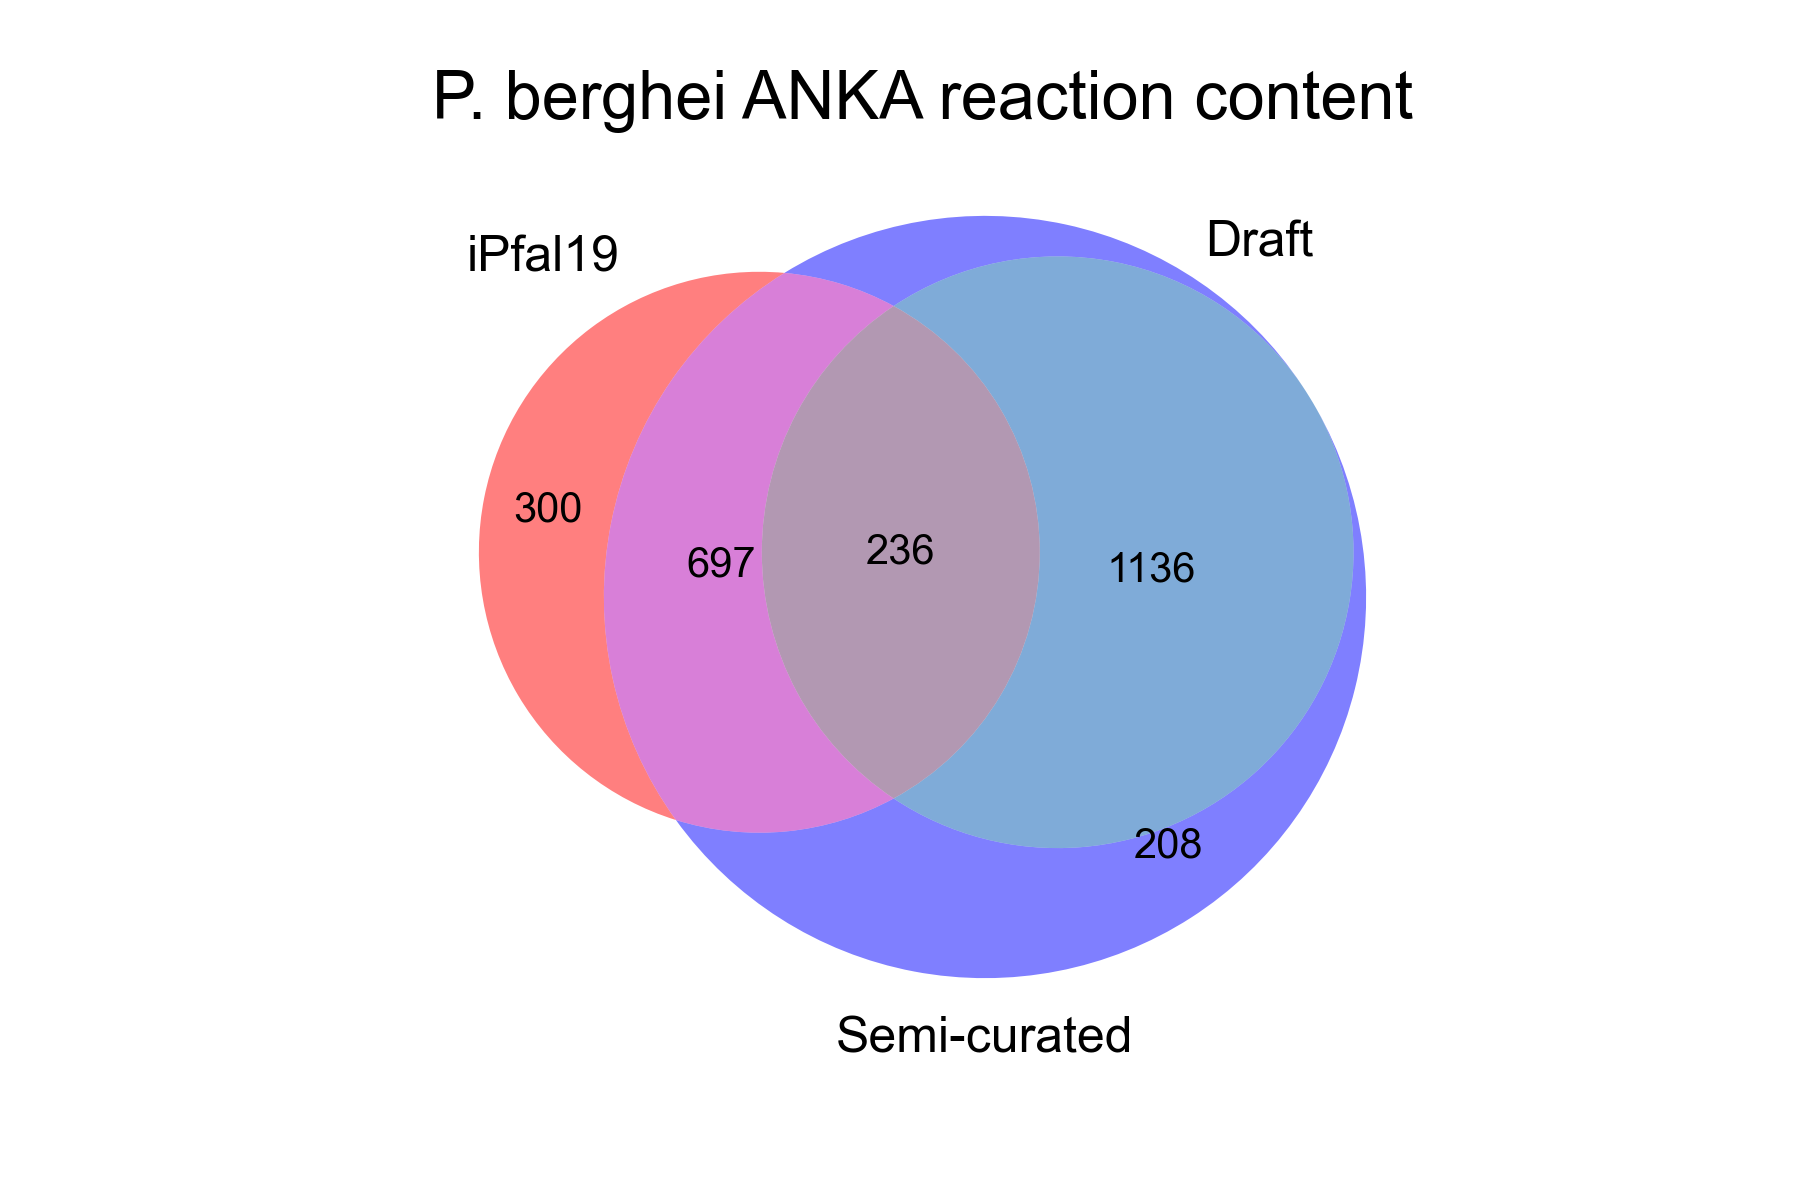 P. berghei ANKA reaction content
iPfal19
Draft
300
697
236
1136
208
Semi-curated